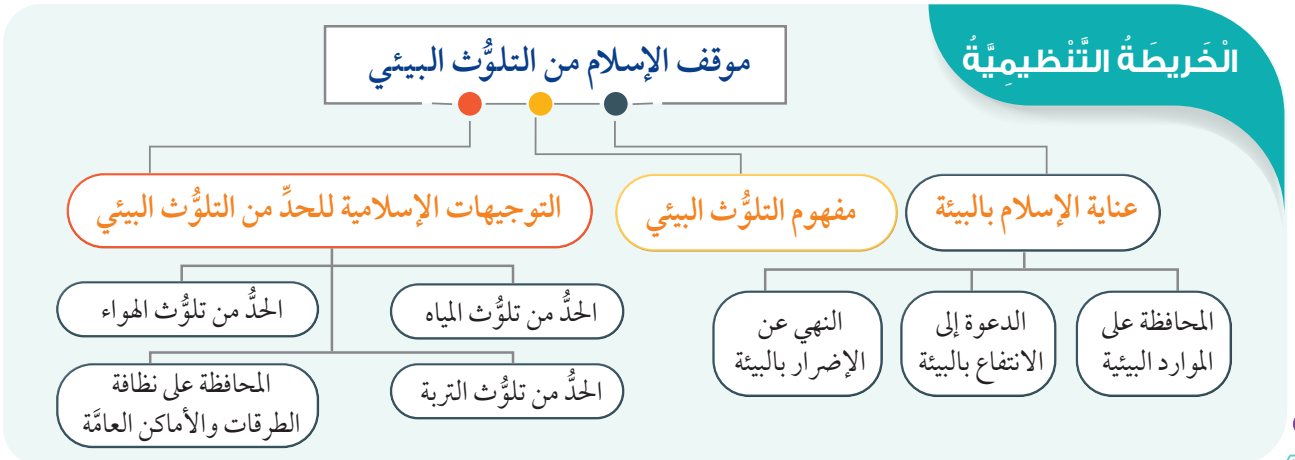 الْخَرِيطَةُ التَّنْظِيمِيَّةُ
موقف الإسلام من التلوُّث البيئي
عناية الإسلام بالبيئة
مفهوم التلوُّث البيئي
التوجيهات الإسلامية للحدِّ من التلوُّث البيئي
المحافظة على
الموارد البيئية
الدعوة إلى
الانتفاع بالبيئة
النهي عن
الإضرار بالبيئة
الحدُّ من تلوُّث المياه
الحدُّ من تلوُّث الهواء
الحدُّ من تلوُّث التربة
المحافظة على نظافة
الطرقات والأماكن العامَّة